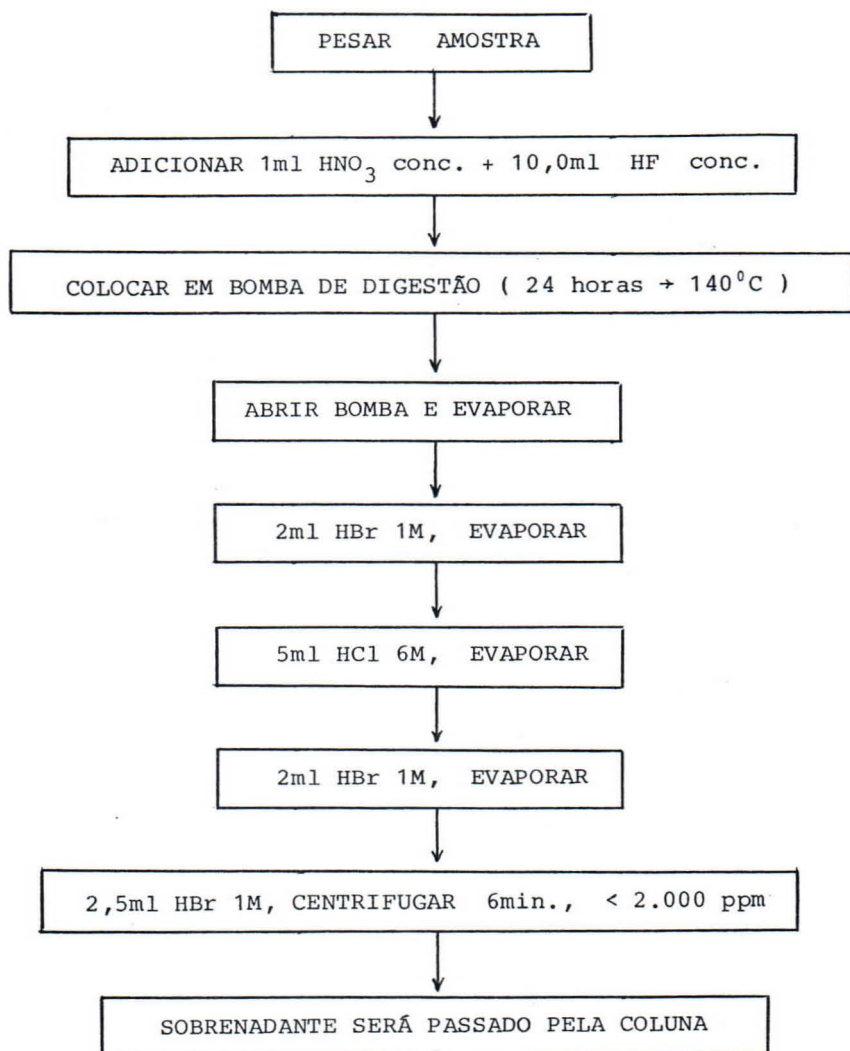 PESAR AMOSTRA
ADICIONAR 1ml HNO₃ conc. + 10,0ml HF conc.
COLOCAR EM BOMBA DE DIGESTÃO ( 24 horas → 140⁰C )
ABRIR BOMBA E EVAPORAR
2ml HBr 1M, EVAPORAR
5ml HCl 6M, EVAPORAR
2ml HBr 1M, EVAPORAR
2,5ml HBr 1M, CENTRIFUGAR 6min., < 2.000 ppm
SOBRENADANTE SERÁ PASSADO PELA COLUNA